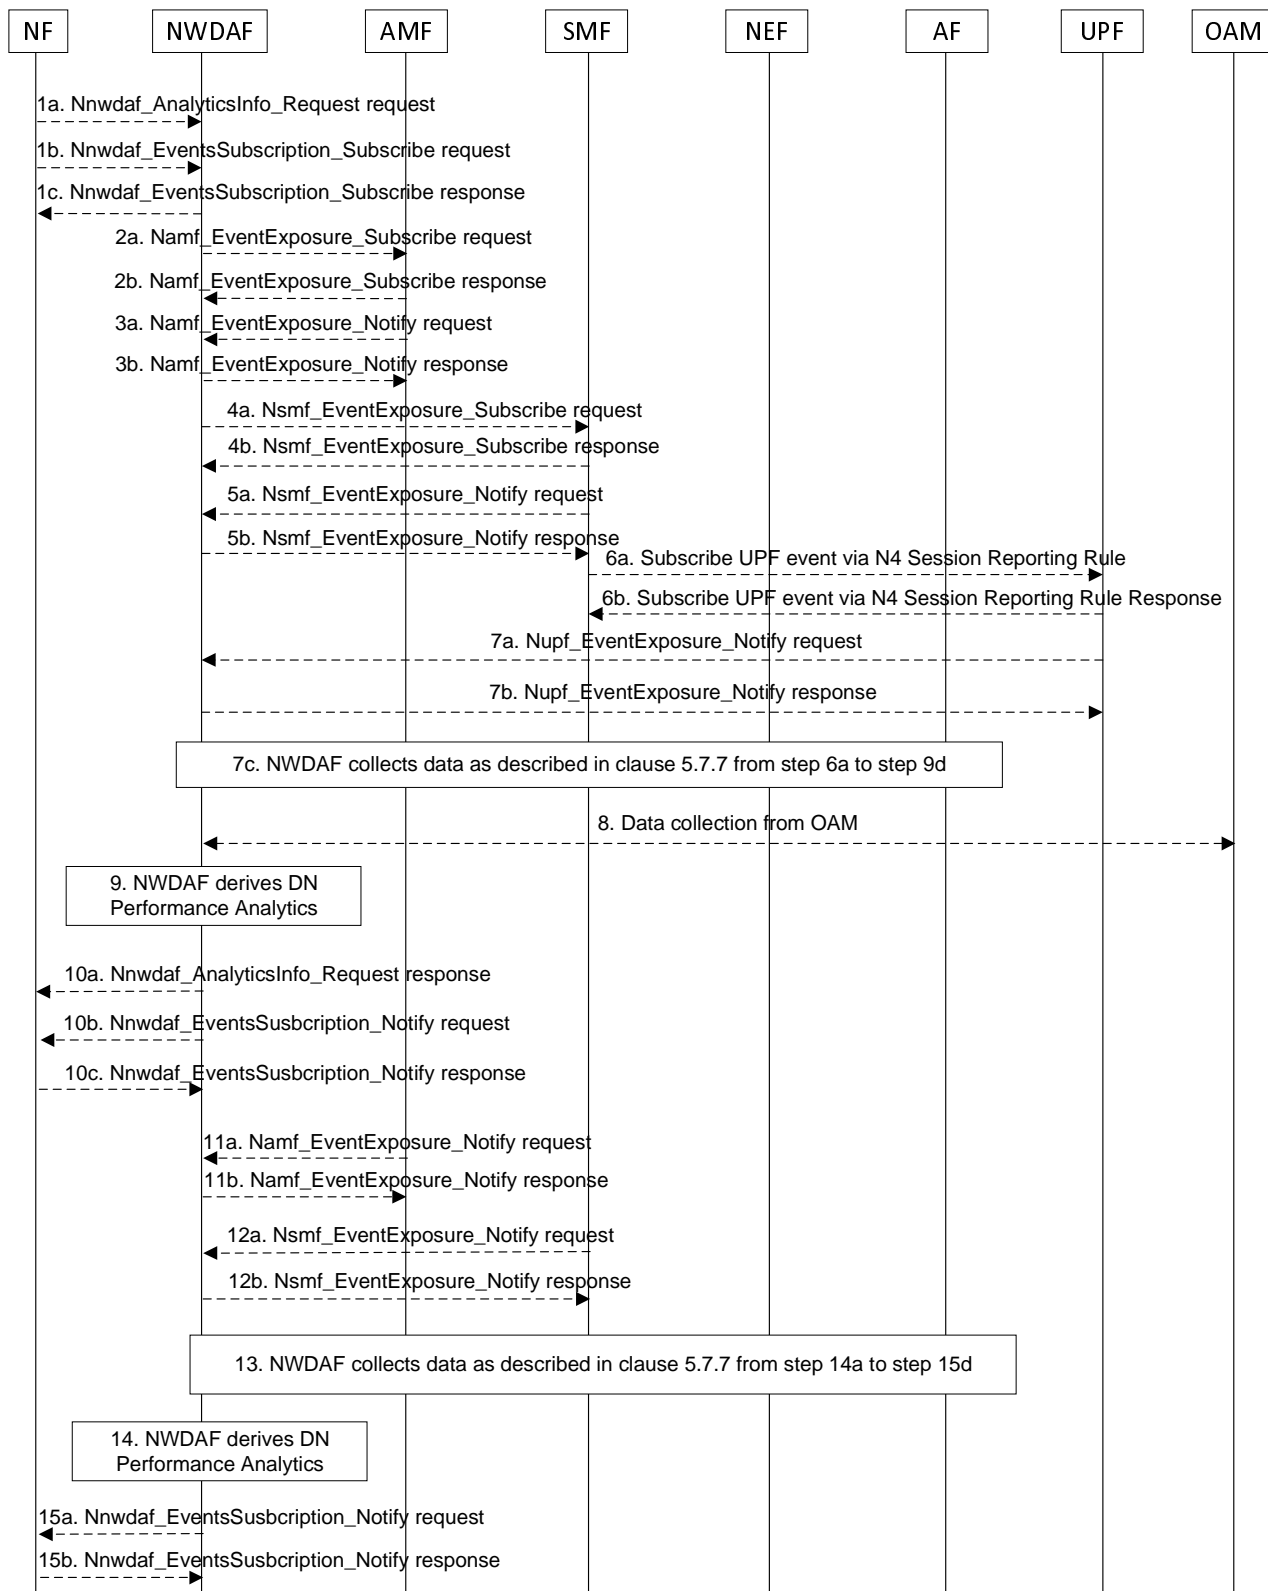 NF
NWDAF
AMF
SMF
NEF
AF
UPF
OAM
1a. Nnwdaf_AnalyticsInfo_Request request
1b. Nnwdaf_EventsSubscription_Subscribe request
1c. Nnwdaf_EventsSubscription_Subscribe response
2a. Namf_EventExposure_Subscribe request
2b. Namf_EventExposure_Subscribe response
3a. Namf_EventExposure_Notify request
3b. Namf_EventExposure_Notify response
4a. Nsmf_EventExposure_Subscribe request
4b. Nsmf_EventExposure_Subscribe response
5a. Nsmf_EventExposure_Notify request
5b. Nsmf_EventExposure_Notify response
6a. Subscribe UPF event via N4 Session Reporting Rule
6b. Subscribe UPF event via N4 Session Reporting Rule Response
7a. Nupf_EventExposure_Notify request
7b. Nupf_EventExposure_Notify response
7c. NWDAF collects data as described in clause 5.7.7 from step 6a to step 9d
8. Data collection from OAM
9. NWDAF derives DN
Performance Analytics
10a. Nnwdaf_AnalyticsInfo_Request response
10b. Nnwdaf_EventsSusbcription_Notify request
10c. Nnwdaf_EventsSusbcription_Notify response
11a. Namf_EventExposure_Notify request
11b. Namf_EventExposure_Notify response
12a. Nsmf_EventExposure_Notify request
12b. Nsmf_EventExposure_Notify response
13. NWDAF collects data as described in clause 5.7.7 from step 14a to step 15d
14. NWDAF derives DN
Performance Analytics
15a. Nnwdaf_EventsSusbcription_Notify request
15b. Nnwdaf_EventsSusbcription_Notify response